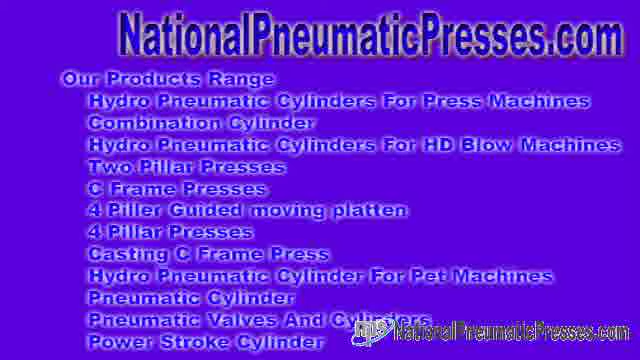 NationalPneumaticPresses.com
Our Products Range
Hydro Pneumatic Cylinders For Press Machines
Combination Cylinder
Hydro Pneumatic Cylinders For HD Blow Machines
Two Pillar Presses
C Frame Presses
4 Piller Guided moving platten
4 Pillar Presses
Casting C Frame Press
Hydro Pneumatic Cylinder For Pet Machines
Pneumatic Cylinder
Pneumatic Valves And Cylinders
NationalPneumaticPresses.com
Power Stroke Cylinder